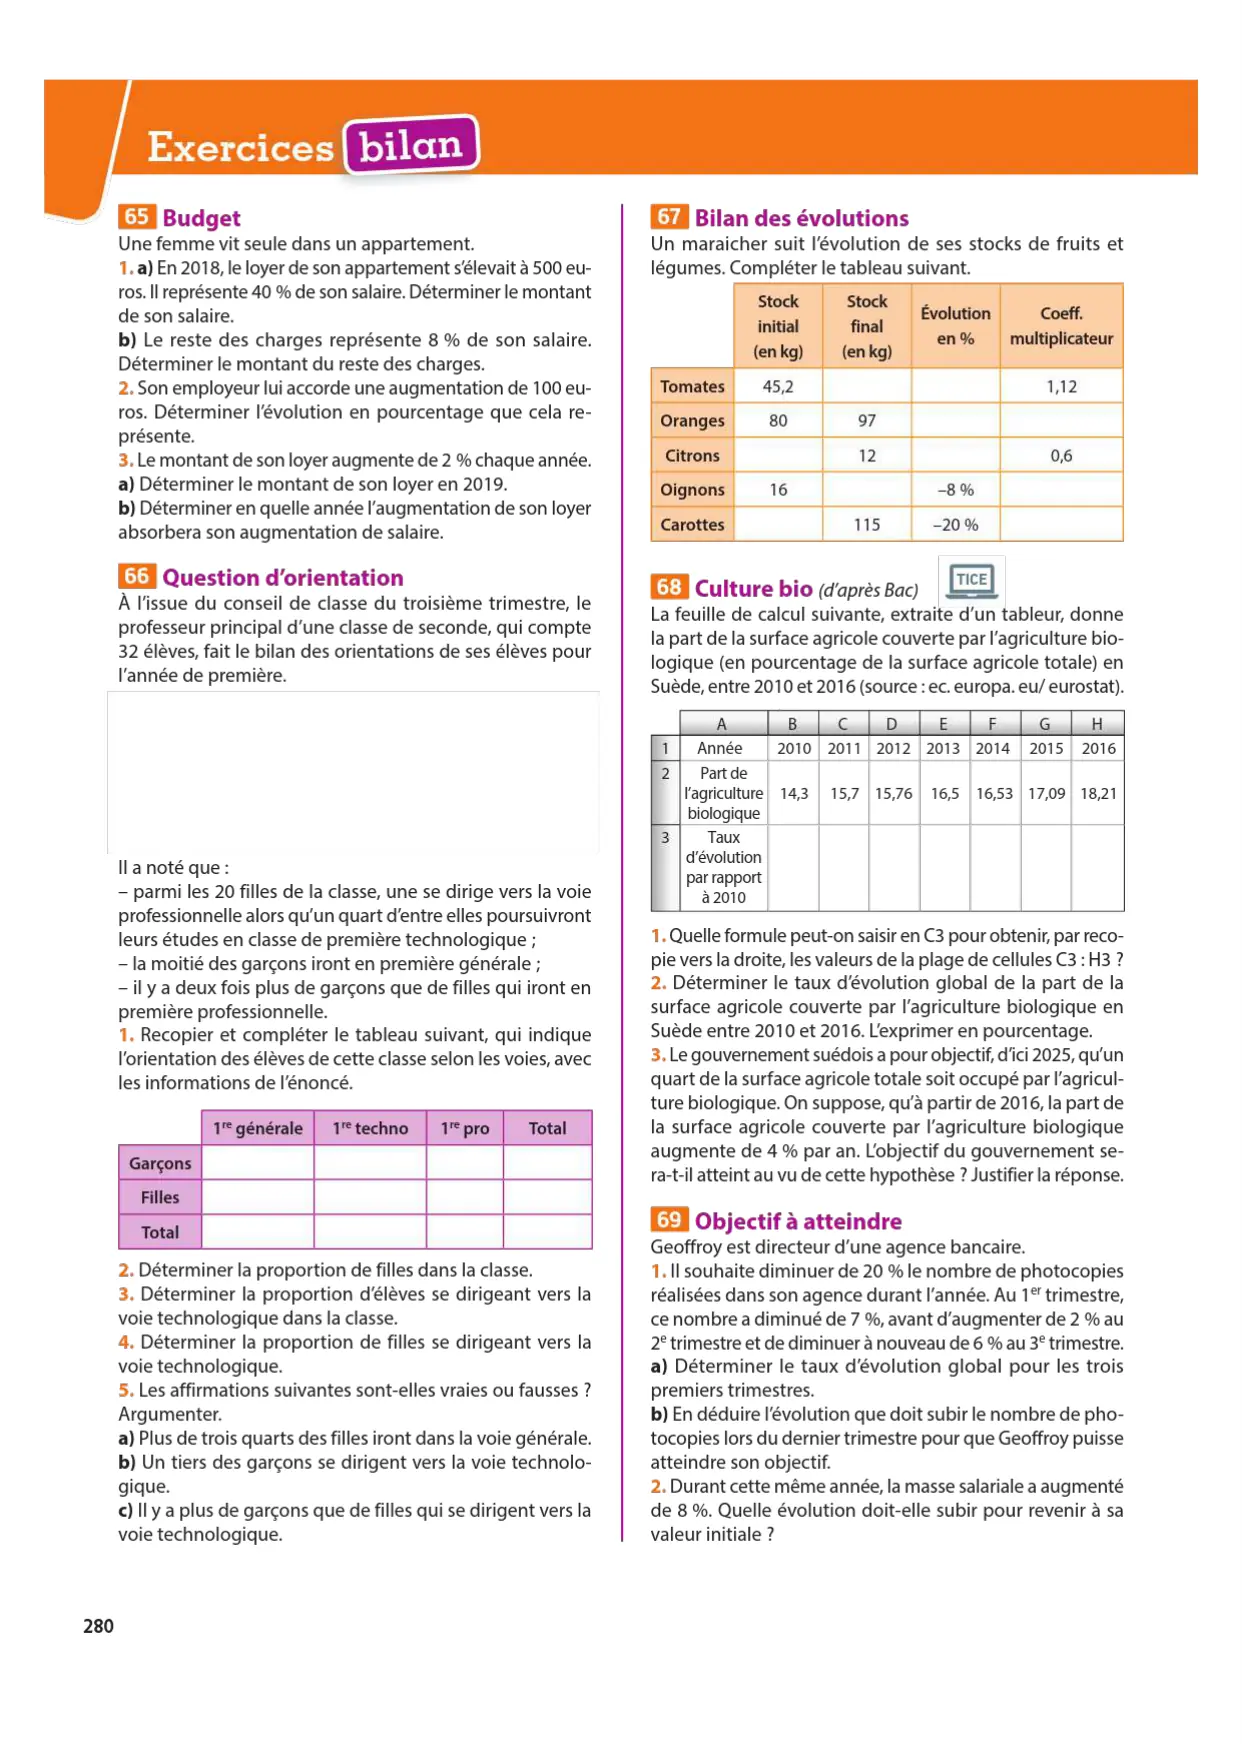 Exercices bilan
65 Budget
Une femme vit seule dans un appartement.
1. a) En 2018, le loyer de son appartement s'élevait à 500 eu-
ros. Il représente 40 % de son salaire. Déterminer le montant
de son salaire.
b) Le reste des charges représente 8 % de son salaire.
Déterminer le montant du reste des charges.
2. Son employeur lui accorde une augmentation de 100 eu-
ros. Déterminer l'évolution en pourcentage que cela re-
présente.
3. Le montant de son loyer augmente de 2 % chaque année.
a) Déterminer le montant de son loyer en 2019.
b) Déterminer en quelle année l'augmentation de son loyer
absorbera son augmentation de salaire.
66 Question d'orientation
À l'issue du conseil de classe du troisième trimestre, le
professeur principal d'une classe de seconde, qui compte
32 élèves, fait le bilan des orientations de ses élèves pour
l'année de première.
Il a noté que :
– parmi les 20 filles de la classe, une se dirige vers la voie
professionnelle alors qu'un quart d'entre elles poursuivront
leurs études en classe de première technologique ;
– la moitié des garçons iront en première générale ;
– il y a deux fois plus de garçons que de filles qui iront en
première professionnelle.
1. Recopier et compléter le tableau suivant, qui indique
l'orientation des élèves de cette classe selon les voies, avec
les informations de l'énoncé.
1re générale 1re techno 1re pro Total
Garçons
Filles
Total
2. Déterminer la proportion de filles dans la classe.
3. Déterminer la proportion d'élèves se dirigeant vers la
voie technologique dans la classe.
4. Déterminer la proportion de filles se dirigeant vers la
voie technologique.
5. Les affirmations suivantes sont-elles vraies ou fausses ?
Argumenter.
a) Plus de trois quarts des filles iront dans la voie générale.
b) Un tiers des garçons se dirigent vers la voie technolo-
gique.
c) Il y a plus de garçons que de filles qui se dirigent vers la
voie technologique.
67 Bilan des évolutions
Un maraicher suit l'évolution de ses stocks de fruits et
légumes. Compléter le tableau suivant.
Stock initial (en kg) Stock final (en kg) Évolution en % Coeff. multiplicateur
Tomates 45,2 1,12
Oranges 80 97
Citrons 12 0,6
Oignons 16 –8 %
Carottes 115 –20 %
68 Culture bio (d'après Bac) TICE
La feuille de calcul suivante, extraite d'un tableur, donne
la part de la surface agricole couverte par l'agriculture bio-
logique (en pourcentage de la surface agricole totale) en
Suède, entre 2010 et 2016 (source : ec. europa. eu/ eurostat).
A B C D E F G H
1 Année 2010 2011 2012 2013 2014 2015 2016
2 Part de l'agriculture biologique 14,3 15,7 15,76 16,5 16,53 17,09 18,21
3 Taux d'évolution par rapport à 2010
1. Quelle formule peut-on saisir en C3 pour obtenir, par reco-
pie vers la droite, les valeurs de la plage de cellules C3 : H3 ?
2. Déterminer le taux d'évolution global de la part de la
surface agricole couverte par l'agriculture biologique en
Suède entre 2010 et 2016. L'exprimer en pourcentage.
3. Le gouvernement suédois a pour objectif, d'ici 2025, qu'un
quart de la surface agricole totale soit occupé par l'agricul-
ture biologique. On suppose, qu'à partir de 2016, la part de
la surface agricole couverte par l'agriculture biologique
augmente de 4 % par an. L'objectif du gouvernement se-
ra-t-il atteint au vu de cette hypothèse ? Justifier la réponse.
69 Objectif à atteindre
Geoffroy est directeur d'une agence bancaire.
1. Il souhaite diminuer de 20 % le nombre de photocopies
réalisées dans son agence durant l'année. Au 1er trimestre,
ce nombre a diminué de 7 %, avant d'augmenter de 2 % au
2e trimestre et de diminuer à nouveau de 6 % au 3e trimestre.
a) Déterminer le taux d'évolution global pour les trois
premiers trimestres.
b) En déduire l'évolution que doit subir le nombre de pho-
tocopies lors du dernier trimestre pour que Geoffroy puisse
atteindre son objectif.
2. Durant cette même année, la masse salariale a augmenté
de 8 %. Quelle évolution doit-elle subir pour revenir à sa
valeur initiale ?
280